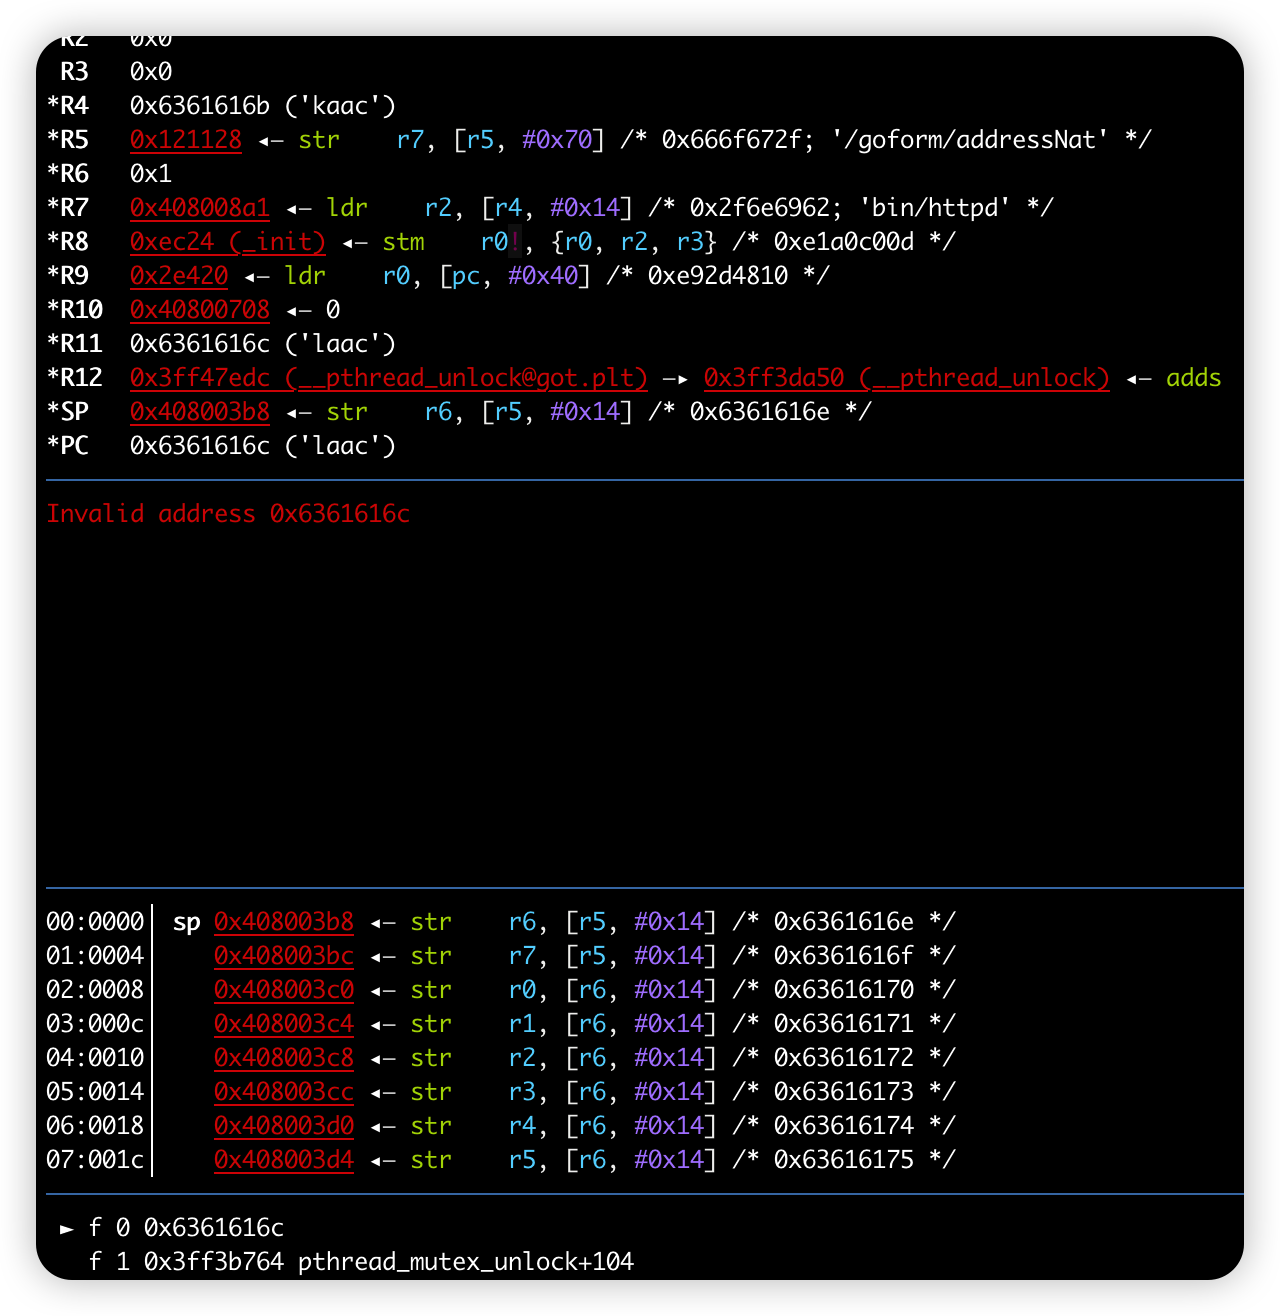 R2   0x0
 R3   0x0
*R4   0x6361616b ('kaac')
*R5   0x121128 ◂— str    r7, [r5, #0x70] /* 0x666f672f; '/goform/addressNat' */
*R6   0x1
*R7   0x408008a1 ◂— ldr    r2, [r4, #0x14] /* 0x2f6e6962; 'bin/httpd' */
*R8   0xec24 (_init) ◂— stm    r0!, {r0, r2, r3} /* 0xe1a0c00d */
*R9   0x2e420 ◂— ldr    r0, [pc, #0x40] /* 0xe92d4810 */
*R10  0x40800708 ◂— 0
*R11  0x6361616c ('laac')
*R12  0x3ff47edc (__pthread_unlock@got.plt) —▸ 0x3ff3da50 (__pthread_unlock) ◂— adds
*SP   0x408003b8 ◂— str    r6, [r5, #0x14] /* 0x6361616e */
*PC   0x6361616c ('laac')
Invalid address 0x6361616c
00:0000│ sp 0x408003b8 ◂— str    r6, [r5, #0x14] /* 0x6361616e */
01:0004│    0x408003bc ◂— str    r7, [r5, #0x14] /* 0x6361616f */
02:0008│    0x408003c0 ◂— str    r0, [r6, #0x14] /* 0x63616170 */
03:000c│    0x408003c4 ◂— str    r1, [r6, #0x14] /* 0x63616171 */
04:0010│    0x408003c8 ◂— str    r2, [r6, #0x14] /* 0x63616172 */
05:0014│    0x408003cc ◂— str    r3, [r6, #0x14] /* 0x63616173 */
06:0018│    0x408003d0 ◂— str    r4, [r6, #0x14] /* 0x63616174 */
07:001c│    0x408003d4 ◂— str    r5, [r6, #0x14] /* 0x63616175 */
 ► f 0 0x6361616c
   f 1 0x3ff3b764 pthread_mutex_unlock+104